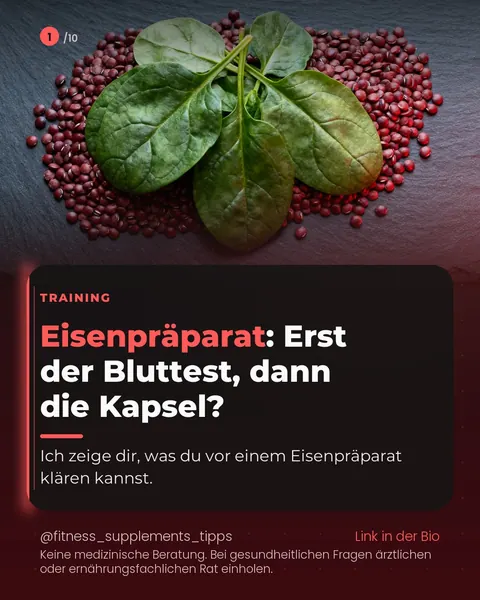 1 /10
TRAINING
Eisenpräparat: Erst
der Bluttest, dann
die Kapsel?
Ich zeige dir, was du vor einem Eisenpräparat
klären kannst.
@fitness_supplements_tipps Link in der Bio
Keine medizinische Beratung. Bei gesundheitlichen Fragen ärztlichen
oder ernährungsfachlichen Rat einholen.